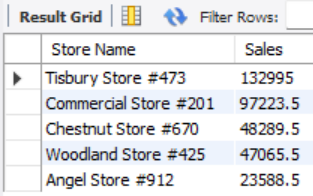 Result Grid Filter Rows:
Store Name Sales
Tisbury Store #473 132995
Commercial Store #201 97223.5
Chestnut Store #670 48289.5
Woodland Store #425 47065.5
Angel Store #912 23588.5